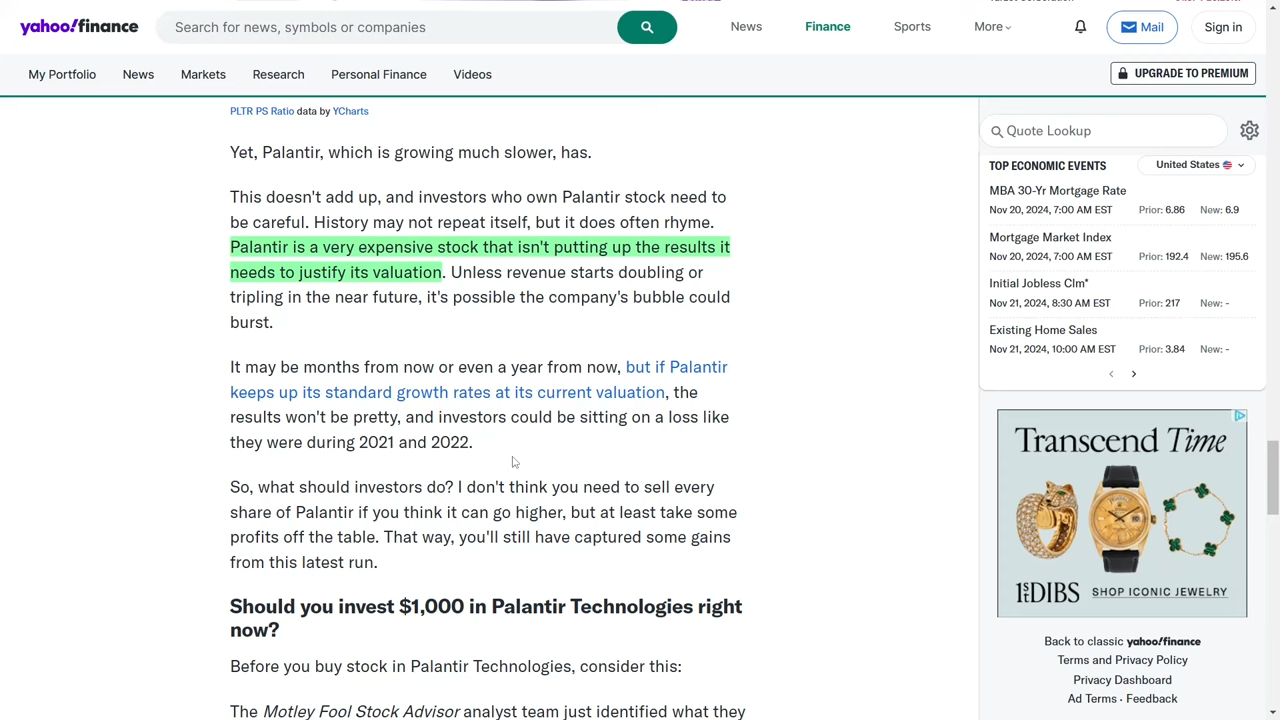 Target Corporation
yahoo!finance
Search for news, symbols or companies
News
Finance
Sports
More
Mail
Sign in
My Portfolio
News
Markets
Research
Personal Finance
Videos
UPGRADE TO PREMIUM
PLTR PS Ratio data by YCharts
Yet, Palantir, which is growing much slower, has.
This doesn't add up, and investors who own Palantir stock need to
be careful. History may not repeat itself, but it does often rhyme.
Palantir is a very expensive stock that isn't putting up the results it
needs to justify its valuation. Unless revenue starts doubling or
tripling in the near future, it's possible the company's bubble could
burst.
It may be months from now or even a year from now, but if Palantir
keeps up its standard growth rates at its current valuation, the
results won't be pretty, and investors could be sitting on a loss like
they were during 2021 and 2022.
So, what should investors do? I don't think you need to sell every
share of Palantir if you think it can go higher, but at least take some
profits off the table. That way, you'll still have captured some gains
from this latest run.
Should you invest $1,000 in Palantir Technologies right
now?
Before you buy stock in Palantir Technologies, consider this:
The Motley Fool Stock Advisor analyst team just identified what they
Quote Lookup
TOP ECONOMIC EVENTS
United States
MBA 30-Yr Mortgage Rate
Nov 20, 2024, 7:00 AM EST Prior: 6.86 New: 6.9
Mortgage Market Index
Nov 20, 2024, 7:00 AM EST Prior: 192.4 New: 195.6
Initial Jobless Clm*
Nov 21, 2024, 8:30 AM EST Prior: 217 New: -
Existing Home Sales
Nov 21, 2024, 10:00 AM EST Prior: 3.84 New: -
Transcend Time
1stDIBS SHOP ICONIC JEWELRY
Back to classic yahoo!finance
Terms and Privacy Policy
Privacy Dashboard
Ad Terms · Feedback